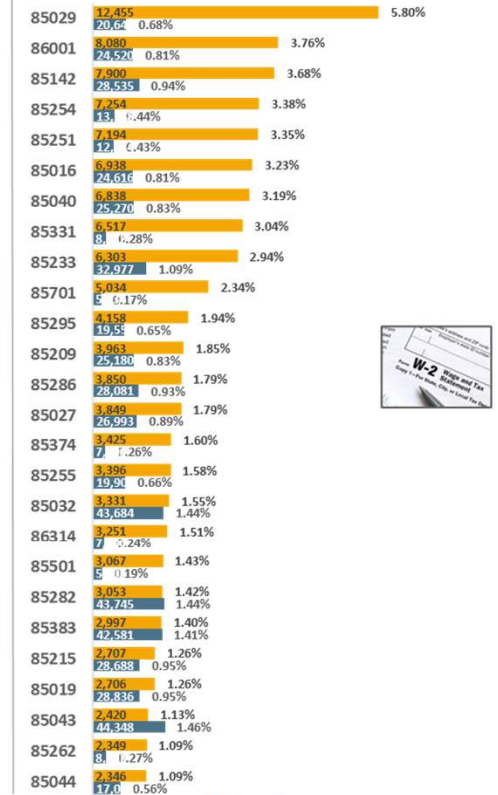 85029 12,455 5.80%
0.68%
86001 8,080 3.76%
24,520 0.81%
85142 7,900 3.68%
28,535 0.94%
85254 7,254 3.38%
85251 7,194 3.35%
85016 6,938 3.23%
24,616 0.81%
85040 6,838 3.19%
25,270 0.83%
85331 6,517 3.04%
85233 6,303 2.94%
32,977 1.09%
85701 5,034 2.34%
85295 4,158 1.94%
0.65%
85209 3,963 1.85%
25,180 0.83%
85286 3,850 1.79%
28,081 0.93%
85027 3,849 1.79%
26,993 0.89%
85374 3,425 1.60%
85255 3,396 1.58%
0.66%
85032 3,331 1.55%
43,684 1.44%
86314 3,251 1.51%
85501 3,067 1.43%
85282 3,053 1.42%
43,745 1.44%
85383 2,997 1.40%
42,581 1.41%
85215 2,707 1.26%
28,688 0.95%
85019 2,706 1.26%
28,836 0.95%
85043 2,420 1.13%
44,348 1.46%
85262 2,349 1.09%
85044 2,346 1.09%
0.56%
Form W-2 Wage and Tax
Statement
Copy 1-For State, City, or Local Tax